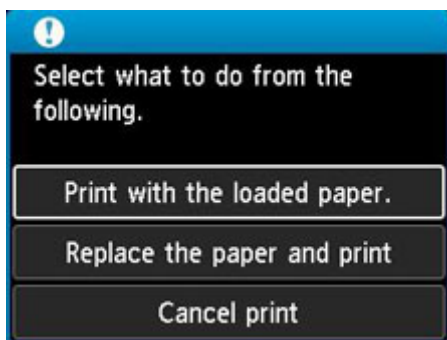 Select what to do from the
following.
Print with the loaded paper.
Replace the paper and print
Cancel print